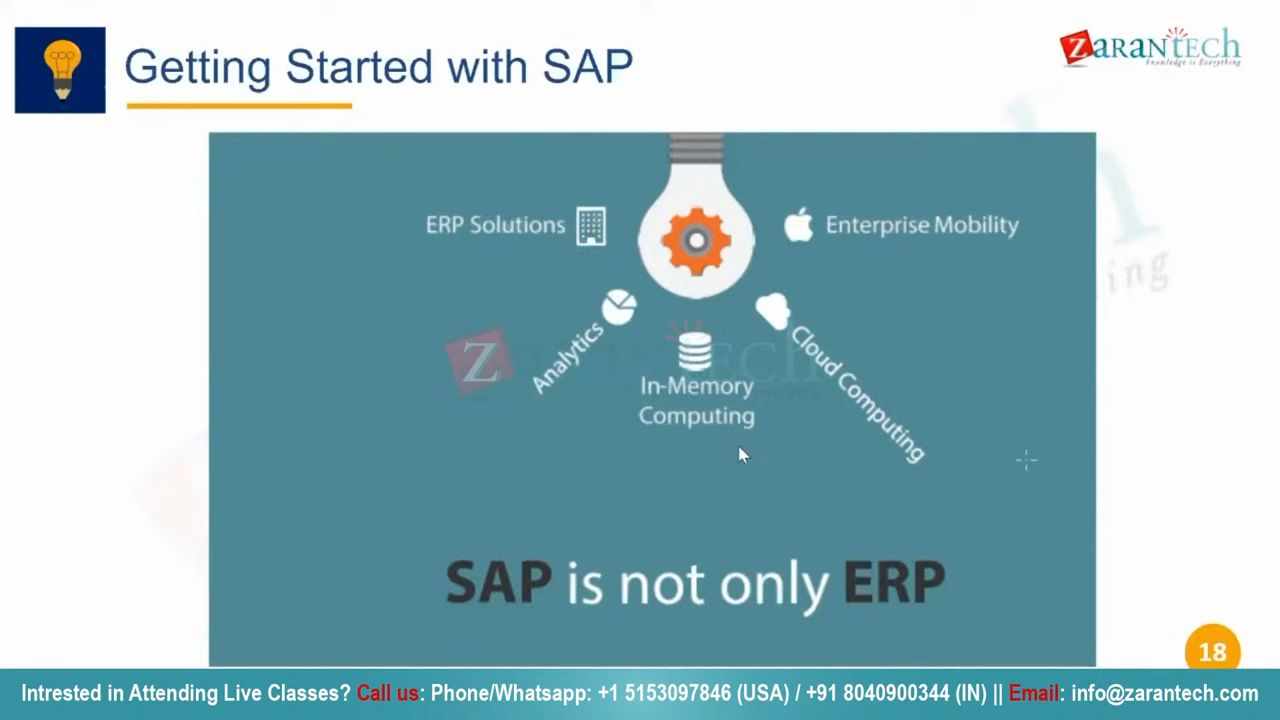 Getting Started with SAP
ZaranTech
Knowledge is Everything
ERP Solutions
Enterprise Mobility
Analytics
In-Memory
Computing
Cloud Computing
ZaranTech
SAP is not only ERP
18
Intrested in Attending Live Classes? Call us: Phone/Whatsapp: +1 5153097846 (USA) / +91 8040900344 (IN) || Email: info@zarantech.com